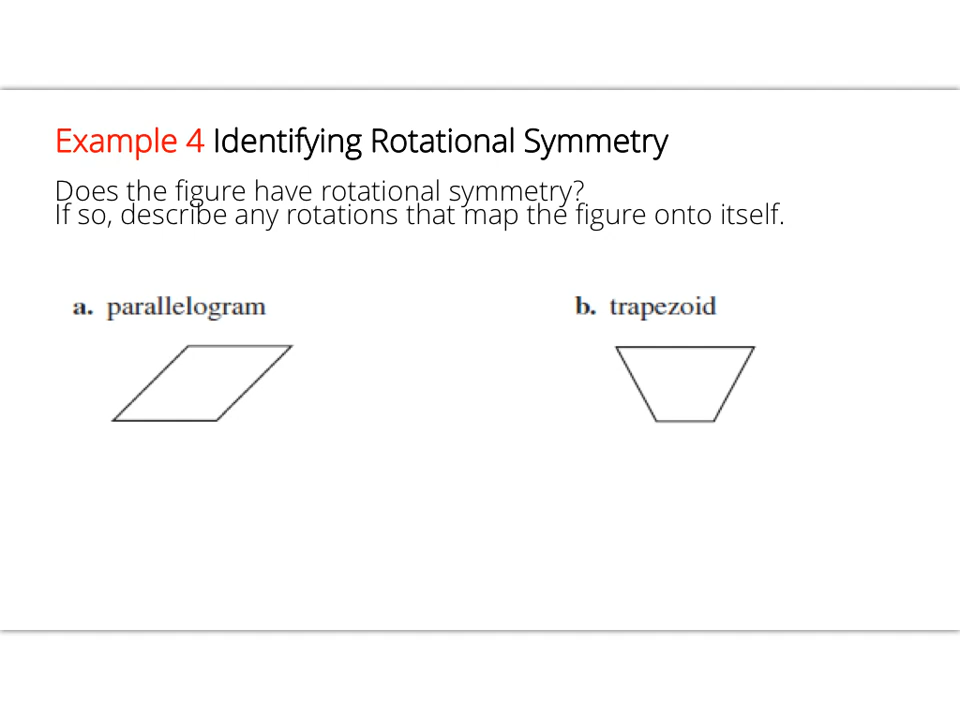 Example 4 Identifying Rotational Symmetry
Does the figure have rotational symmetry?
If so, describe any rotations that map the figure onto itself.
a. parallelogram
b. trapezoid